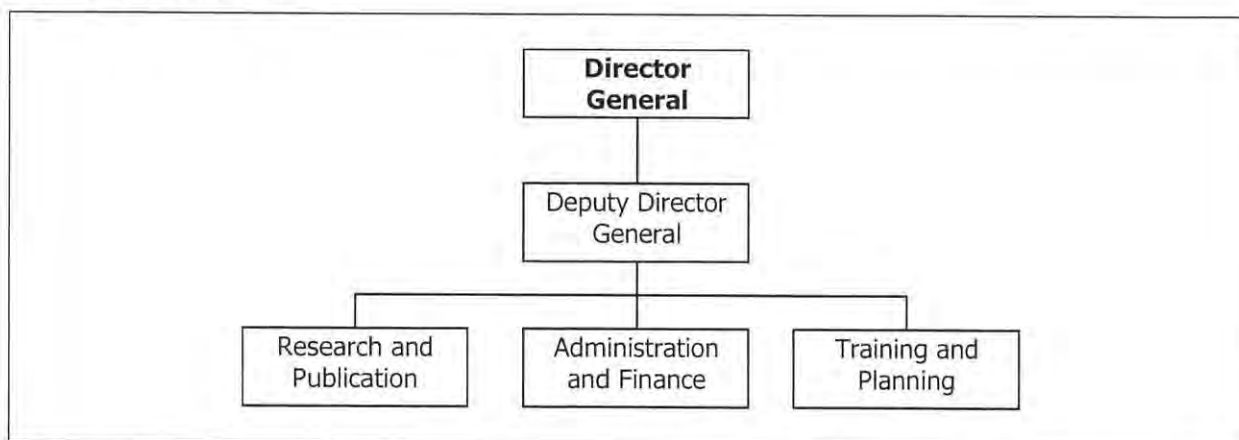 Director
General
Deputy Director
General
Research and
Publication
Administration
and Finance
Training and
Planning